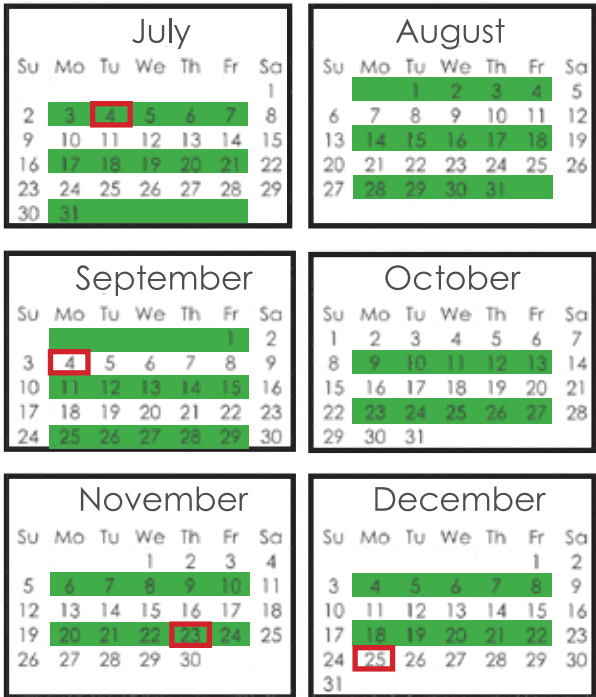 July
Su Mo Tu We Th Fr Sa
1
2 3 4 5 6 7 8
9 10 11 12 13 14 15
16 17 18 19 20 21 22
23 24 25 26 27 28 29
30 31
August
Su Mo Tu We Th Fr Sa
1 2 3 4 5
6 7 8 9 10 11 12
13 14 15 16 17 18 19
20 21 22 23 24 25 26
27 28 29 30 31
September
Su Mo Tu We Th Fr Sa
1 2
3 4 5 6 7 8 9
10 11 12 13 14 15 16
17 18 19 20 21 22 23
24 25 26 27 28 29 30
October
Su Mo Tu We Th Fr Sa
1 2 3 4 5 6 7
8 9 10 11 12 13 14
15 16 17 18 19 20 21
22 23 24 25 26 27 28
29 30 31
November
Su Mo Tu We Th Fr Sa
1 2 3 4
5 6 7 8 9 10 11
12 13 14 15 16 17 18
19 20 21 22 23 24 25
26 27 28 29 30
December
Su Mo Tu We Th Fr Sa
1 2
3 4 5 6 7 8 9
10 11 12 13 14 15 16
17 18 19 20 21 22 23
24 25 26 27 28 29 30
31